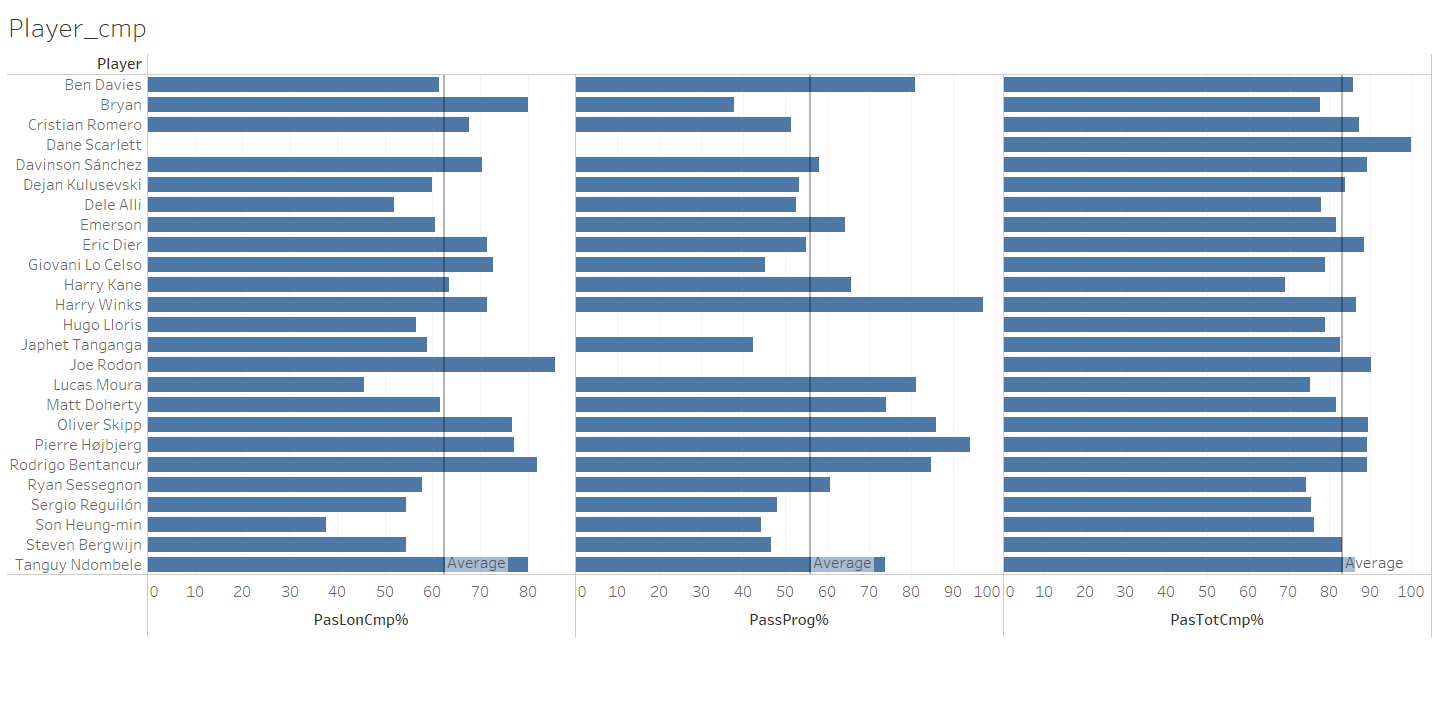 Player_cmp
Player
Ben Davies
Bryan
Cristian Romero
Dane Scarlett
Davinson Sánchez
Dejan Kulusevski
Dele Alli
Emerson
Eric Dier
Giovani Lo Celso
Harry Kane
Harry Winks
Hugo Lloris
Japhet Tanganga
Joe Rodon
Lucas Moura
Matt Doherty
Oliver Skipp
Pierre Højbjerg
Rodrigo Bentancur
Ryan Sessegnon
Sergio Reguilón
Son Heung-min
Steven Bergwijn
Tanguy Ndombele Average Average Average
0 10 20 30 40 50 60 70 80 0 10 20 30 40 50 60 70 80 90 100 0 10 20 30 40 50 60 70 80 90 100
PasLonCmp% PassProg% PasTotCmp%